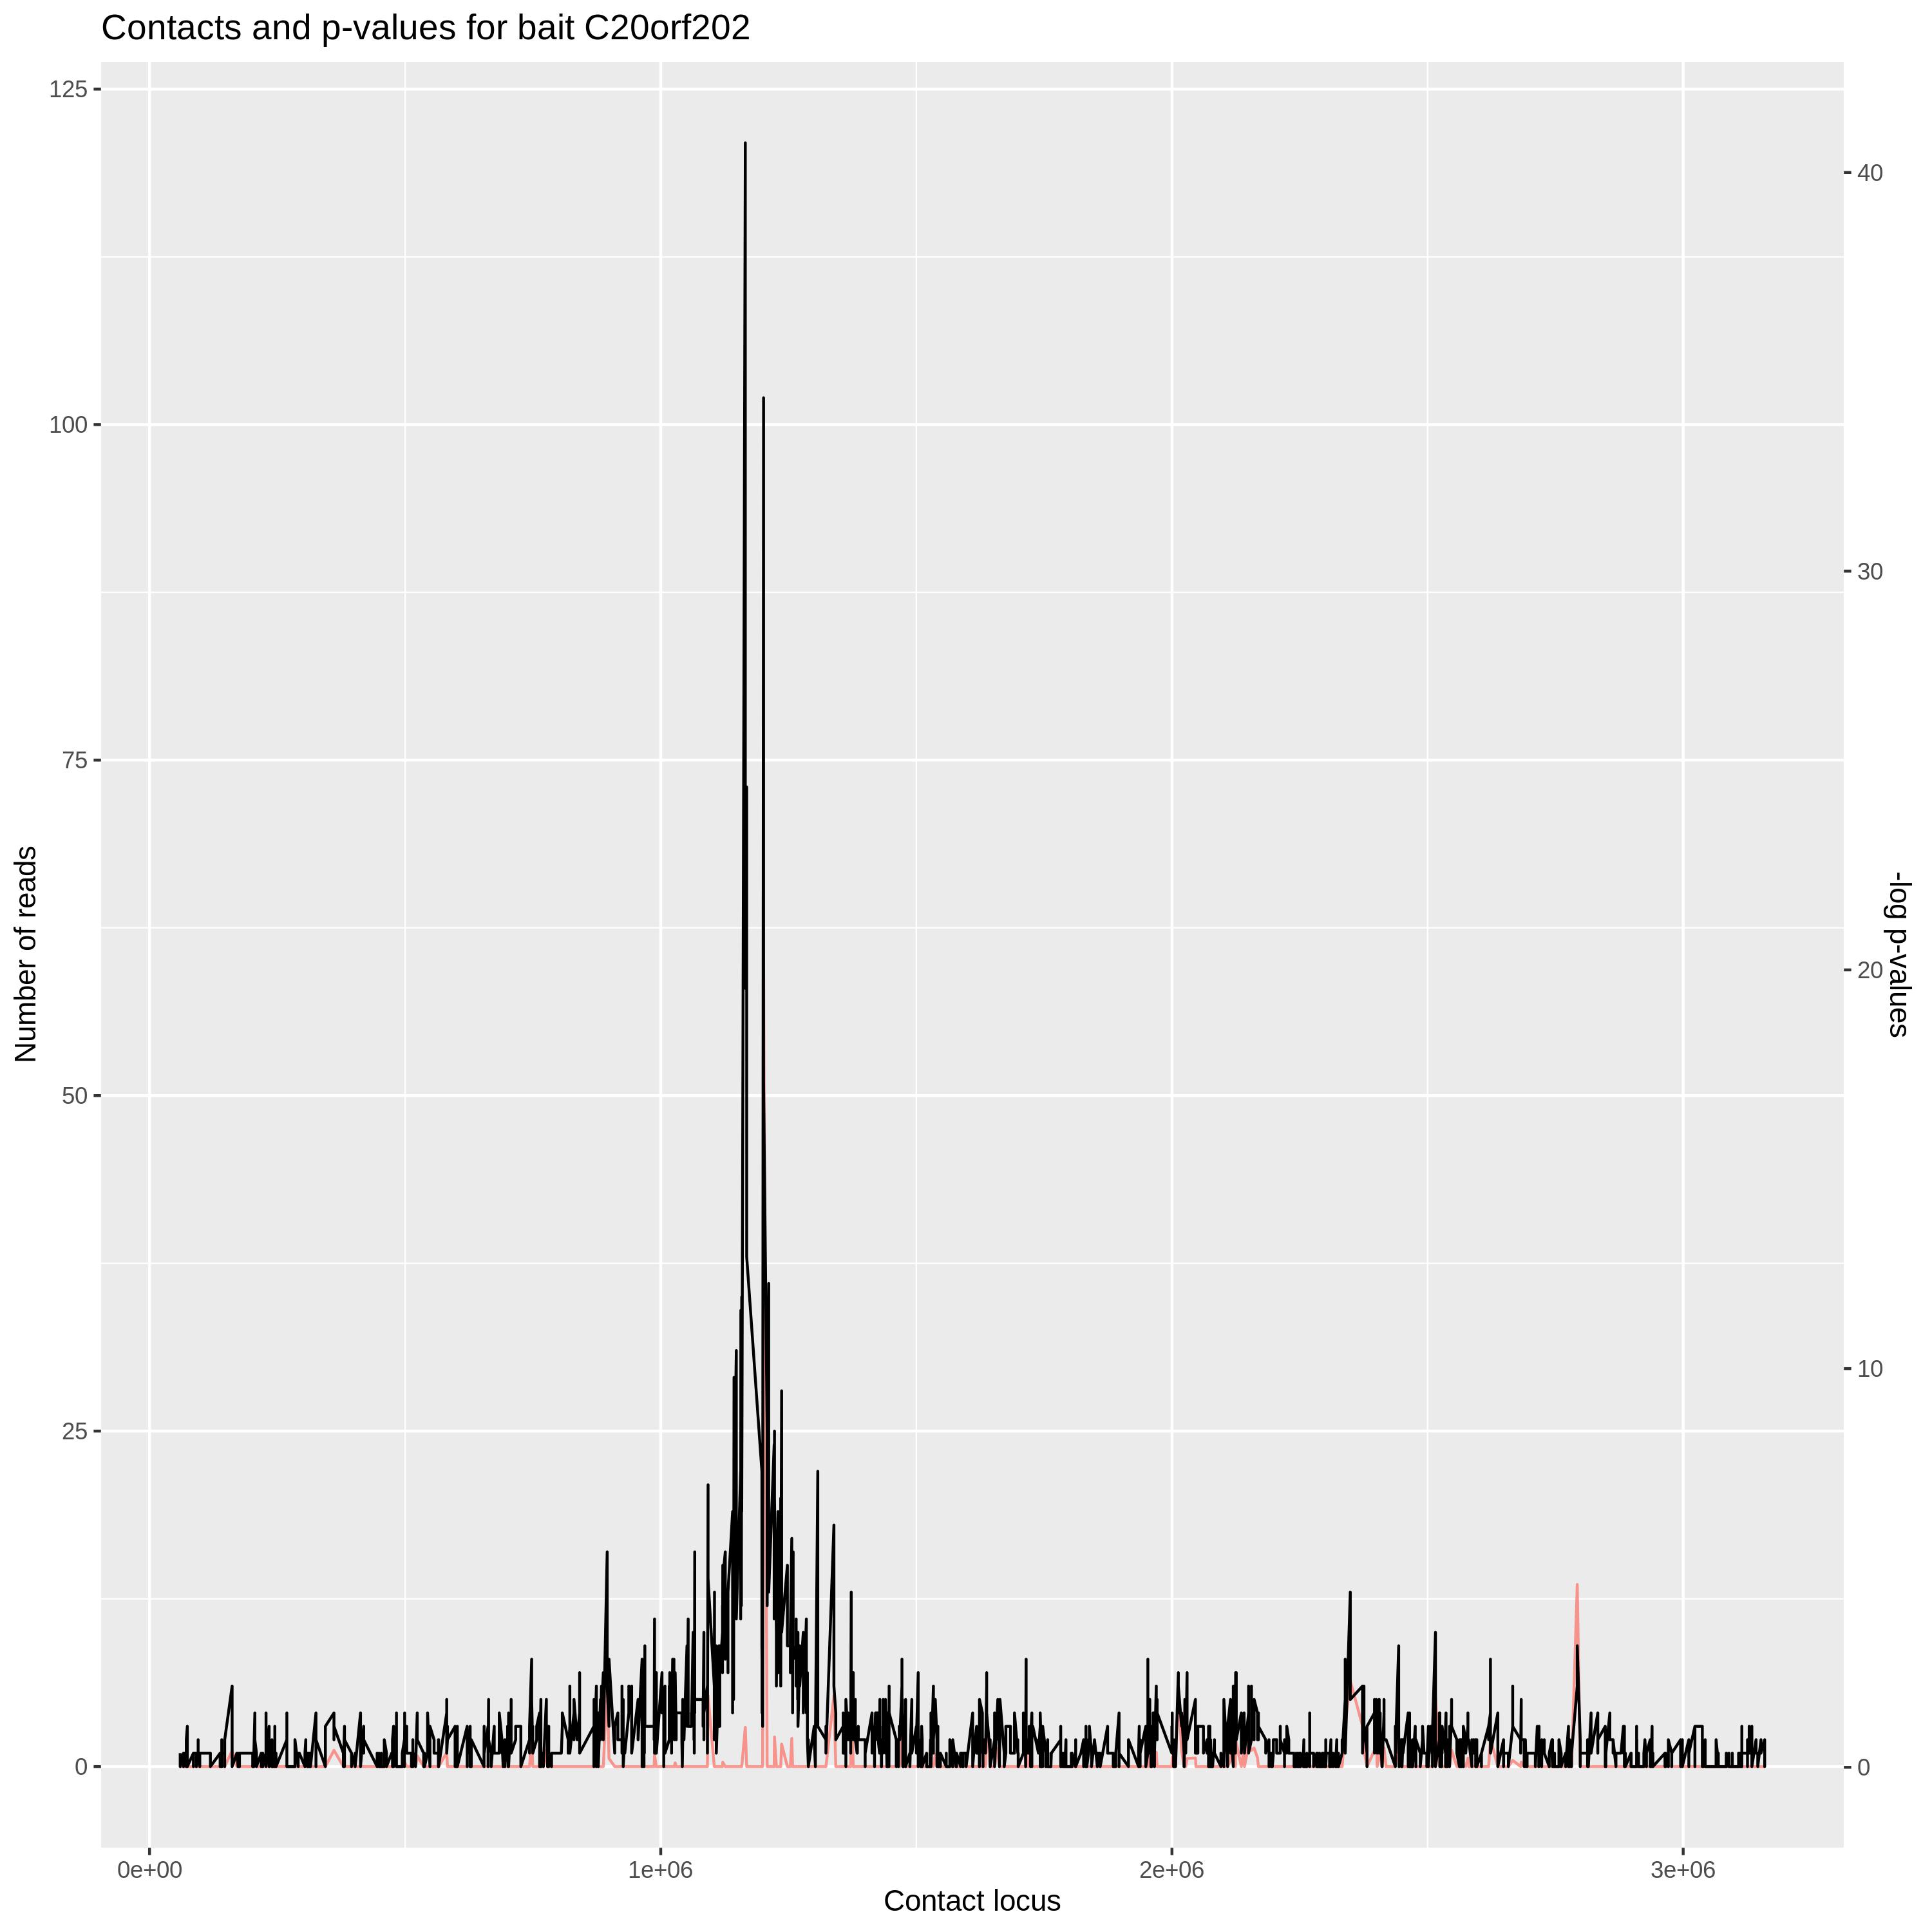 Contacts and p-values for bait C20orf202
125
100
75
50
25
0
Number of reads
40
30
20
10
0
-log p-values
0e+00 1e+06 2e+06 3e+06
Contact locus